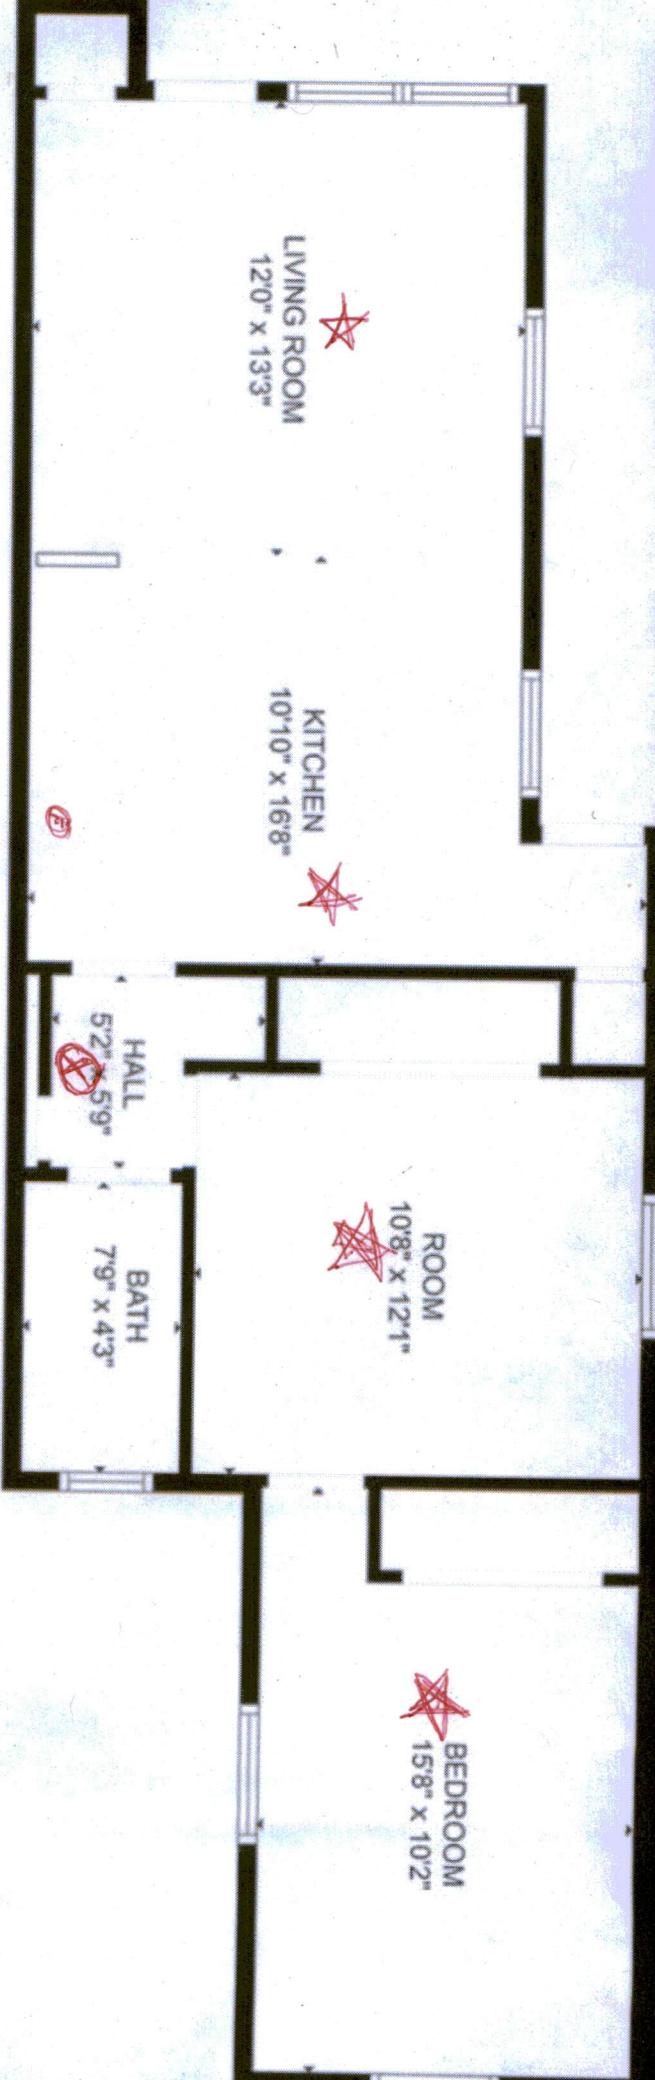 LIVING ROOM
12'0" x 13'3"
KITCHEN
10'10" x 16'8"
HALL
5'2" x 5'9"
ROOM
10'8" x 12'1"
BATH
7'9" x 4'3"
BEDROOM
15'8" x 10'2"